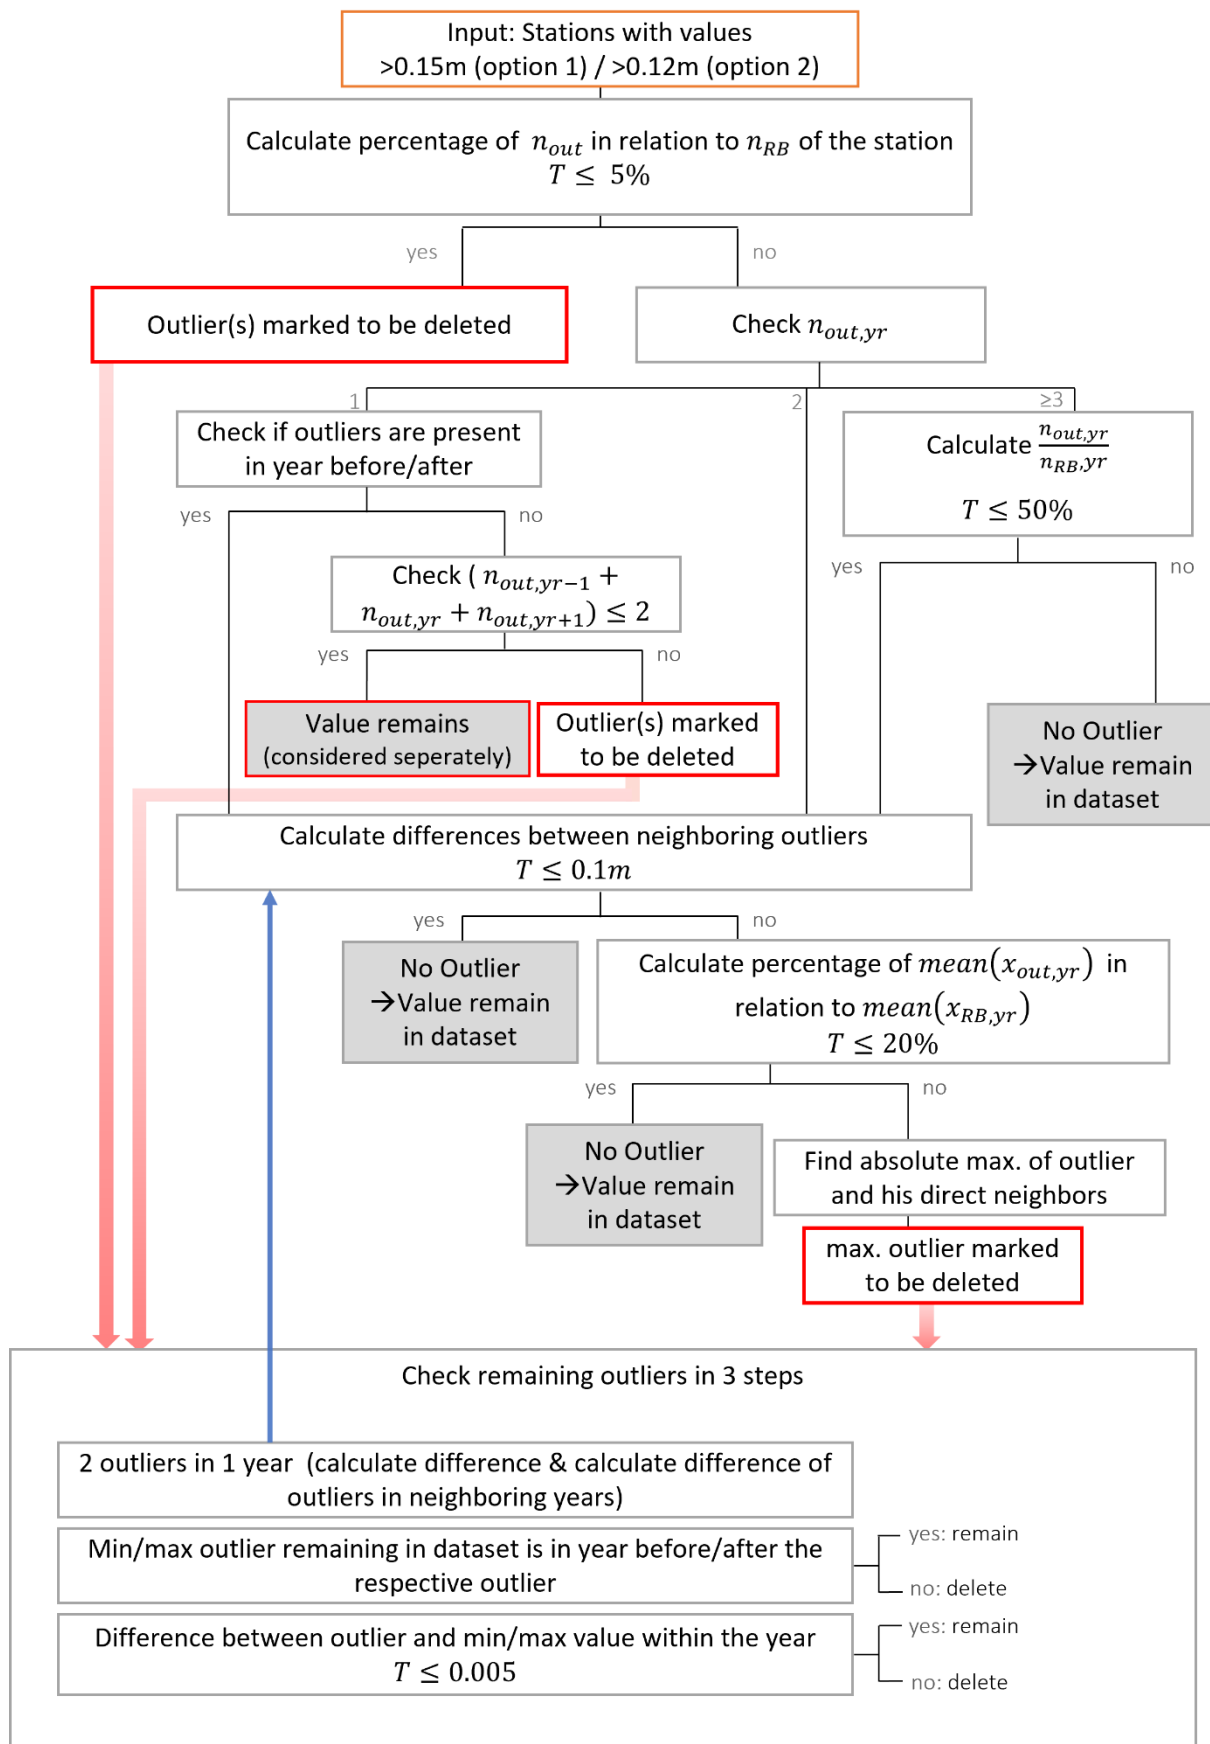 Input: Stations with values
>0.15m (option 1) / >0.12m (option 2)
Calculate percentage of n_out in relation to n_RB of the station
T ≤ 5%
yes
no
Outlier(s) marked to be deleted
Check n_out,yr
1
2
≥3
Check if outliers are present
in year before/after
Calculate n_out,yr / n_RB,yr
T ≤ 50%
yes
no
yes
no
Check ( n_out,yr−1 +
n_out,yr + n_out,yr+1) ≤ 2
yes
no
Value remains
(considered seperately)
Outlier(s) marked
to be deleted
No Outlier
→Value remain
in dataset
Calculate differences between neighboring outliers
T ≤ 0.1m
yes
no
No Outlier
→Value remain
in dataset
Calculate percentage of mean(x_out,yr) in
relation to mean(x_RB,yr)
T ≤ 20%
yes
no
No Outlier
→Value remain
in dataset
Find absolute max. of outlier
and his direct neighbors
max. outlier marked
to be deleted
Check remaining outliers in 3 steps
2 outliers in 1 year (calculate difference & calculate difference of
outliers in neighboring years)
Min/max outlier remaining in dataset is in year before/after the
respective outlier
yes: remain
no: delete
Difference between outlier and min/max value within the year
T ≤ 0.005
yes: remain
no: delete